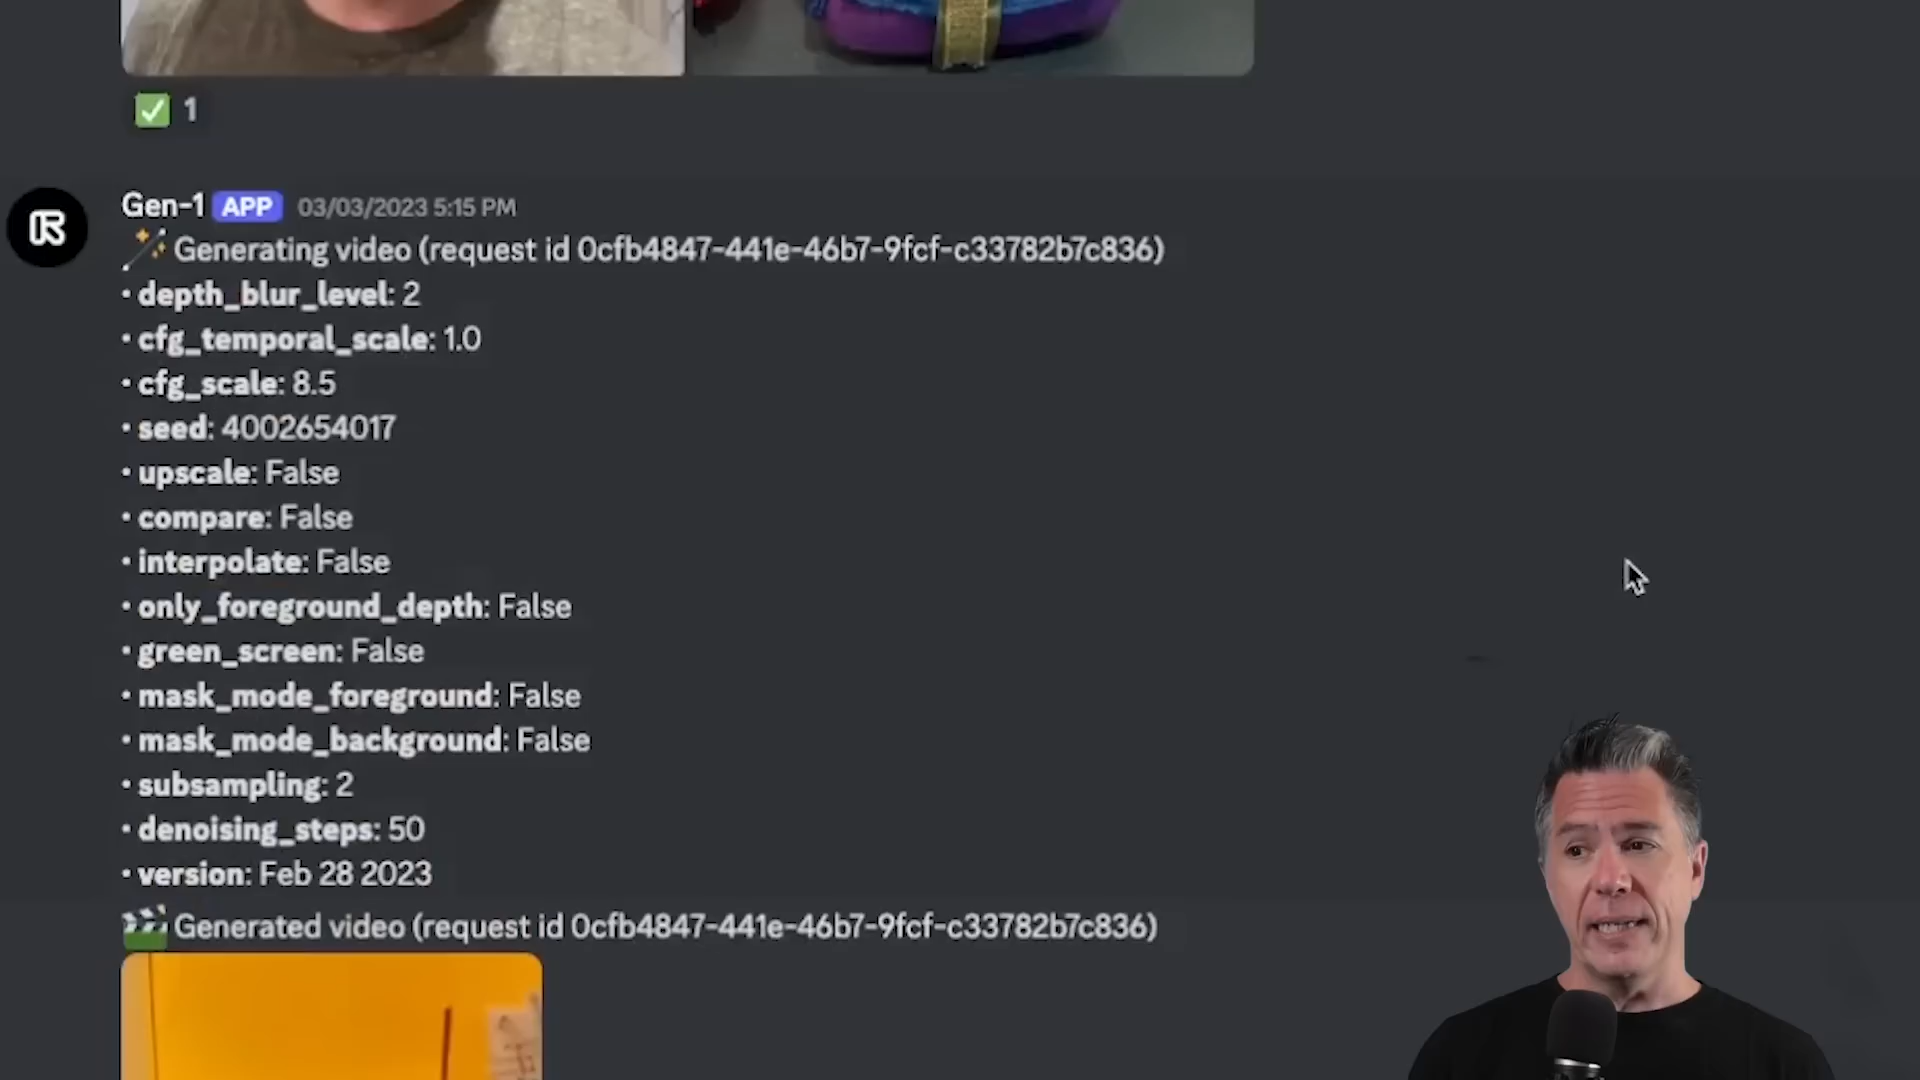 1
Gen-1 APP 03/03/2023 5:15 PM
Generating video (request id 0cfb4847-441e-46b7-9fcf-c33782b7c836)
• depth_blur_level: 2
• cfg_temporal_scale: 1.0
• cfg_scale: 8.5
• seed: 4002654017
• upscale: False
• compare: False
• interpolate: False
• only_foreground_depth: False
• green_screen: False
• mask_mode_foreground: False
• mask_mode_background: False
• subsampling: 2
• denoising_steps: 50
• version: Feb 28 2023
Generated video (request id 0cfb4847-441e-46b7-9fcf-c33782b7c836)